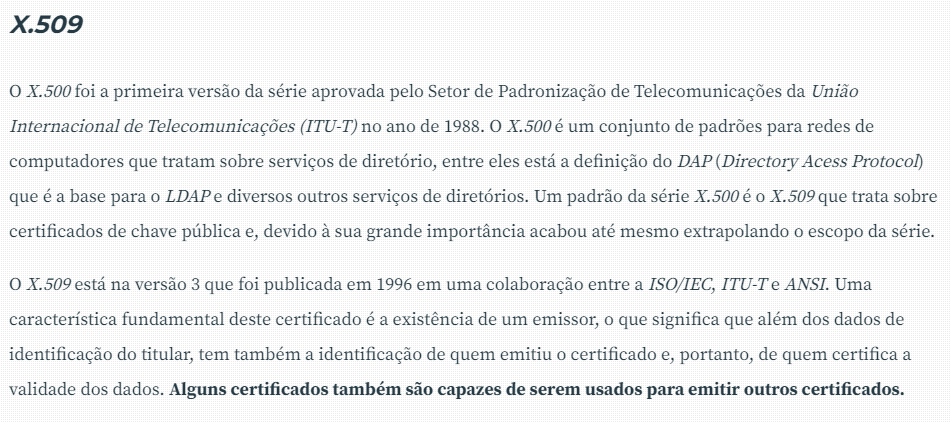 X.509
O X.500 foi a primeira versão da série aprovada pelo Setor de Padronização de Telecomunicações da União
Internacional de Telecomunicações (ITU-T) no ano de 1988. O X.500 é um conjunto de padrões para redes de
computadores que tratam sobre serviços de diretório, entre eles está a definição do DAP (Directory Acess Protocol)
que é a base para o LDAP e diversos outros serviços de diretórios. Um padrão da série X.500 é o X.509 que trata sobre
certificados de chave pública e, devido à sua grande importância acabou até mesmo extrapolando o escopo da série.
O X.509 está na versão 3 que foi publicada em 1996 em uma colaboração entre a ISO/IEC, ITU-T e ANSI. Uma
característica fundamental deste certificado é a existência de um emissor, o que significa que além dos dados de
identificação do titular, tem também a identificação de quem emitiu o certificado e, portanto, de quem certifica a
validade dos dados. Alguns certificados também são capazes de serem usados para emitir outros certificados.